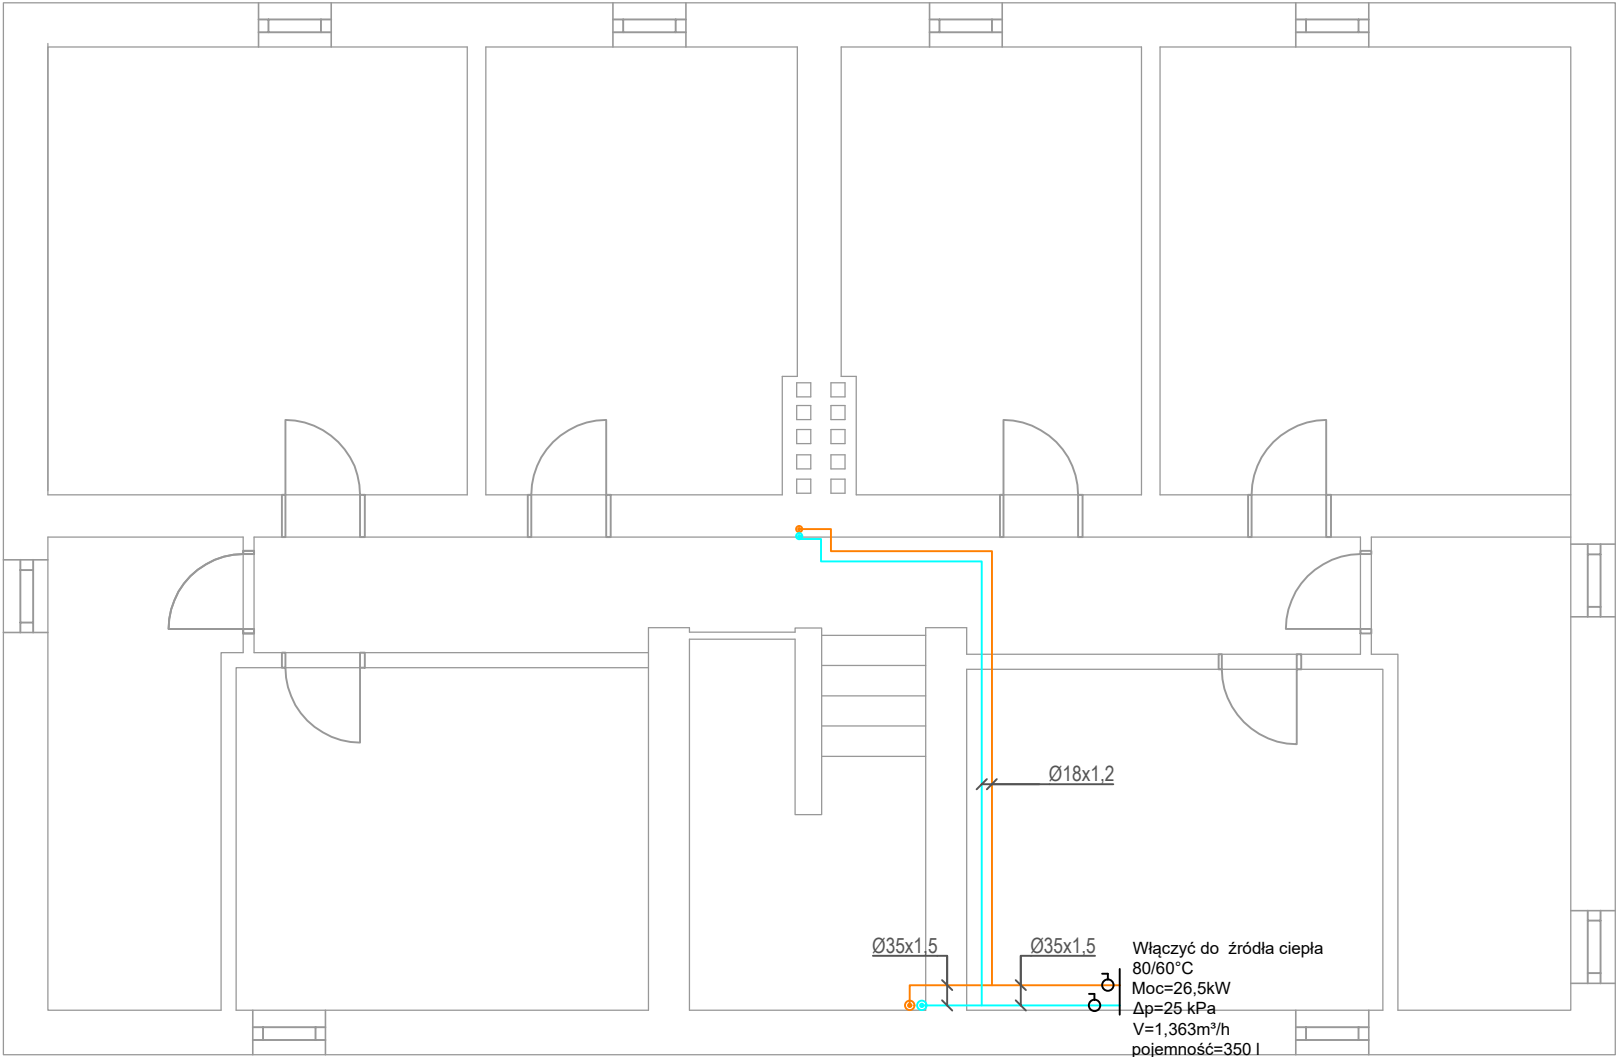 Ø18x1,2
Ø35x1,5
Ø35x1,5
Włączyć do źródła ciepła
80/60°C
Moc=26,5kW
Δp=25 kPa
V=1,363m³/h
pojemność=350 l